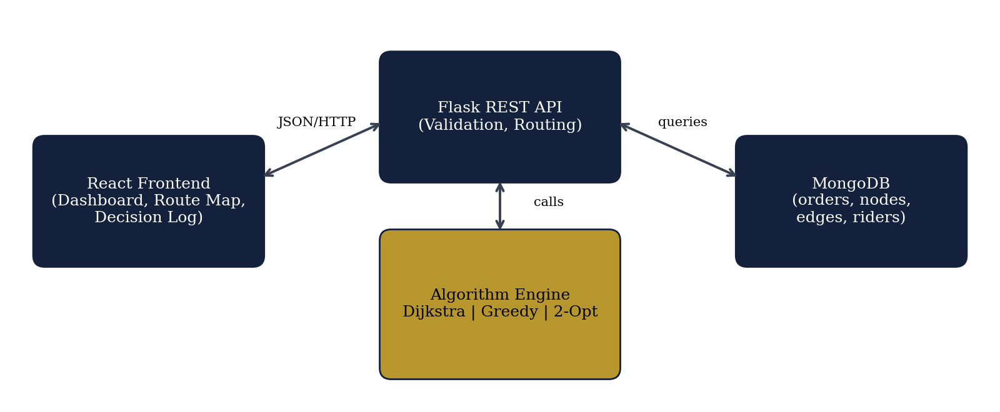 Flask REST API
(Validation, Routing)
JSON/HTTP
queries
React Frontend
(Dashboard, Route Map,
Decision Log)
MongoDB
(orders, nodes,
edges, riders)
calls
Algorithm Engine
Dijkstra | Greedy | 2-Opt